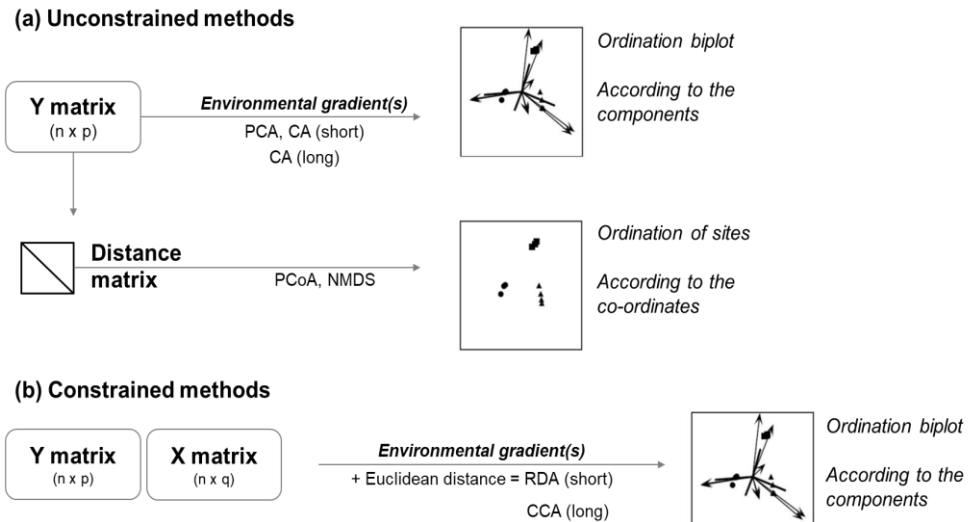 (a) Unconstrained methods
Y matrix
(n x p)
Environmental gradient(s)
PCA, CA (short)
CA (long)
Ordination biplot
According to the
components
Distance
matrix
PCoA, NMDS
Ordination of sites
According to the
co-ordinates
(b) Constrained methods
Y matrix
(n x p)
X matrix
(n x q)
Environmental gradient(s)
+ Euclidean distance = RDA (short)
CCA (long)
Ordination biplot
According to the
components